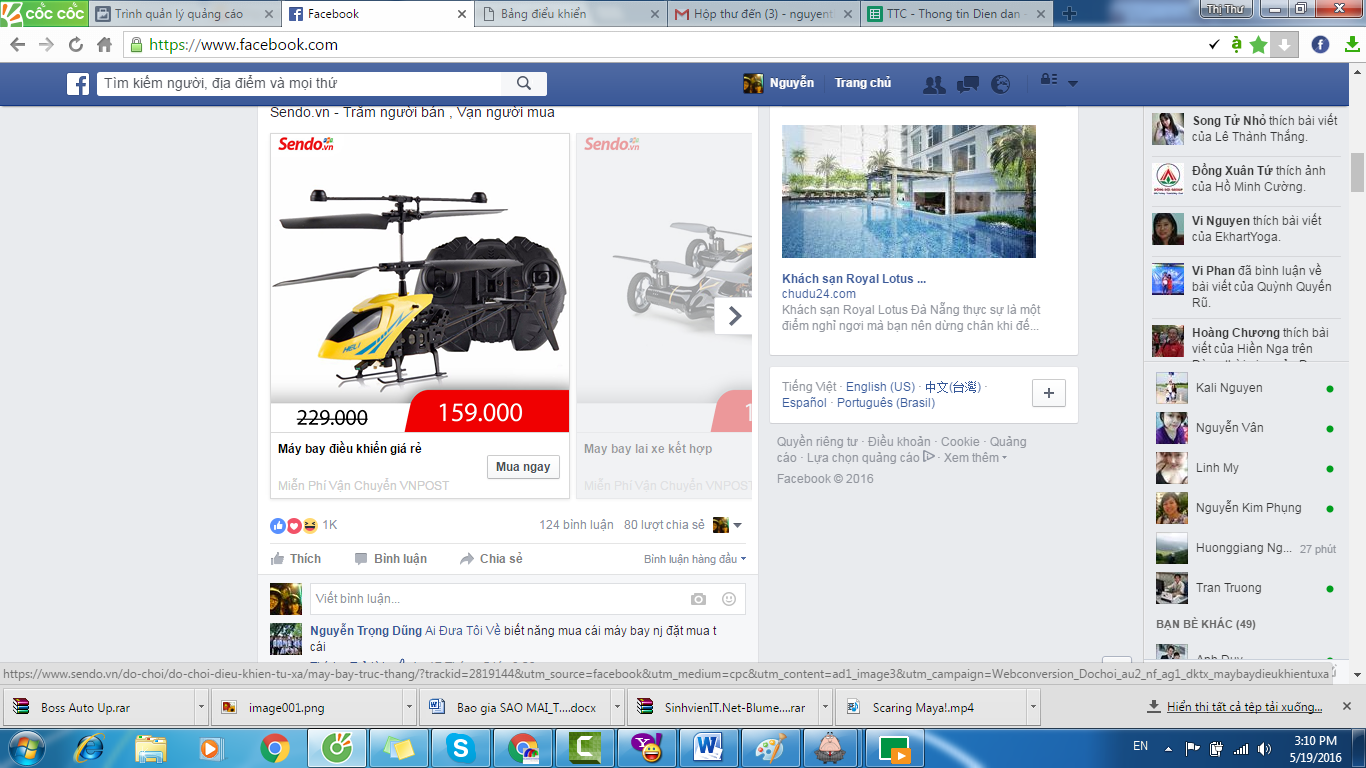 cốc cốc
Trình quản lý quảng cáo
Facebook
Bảng điều khiển
Hộp thư đến (3) - nguyent
TTC - Thong tin Dien dan -
Thị Thư
https://www.facebook.com
Tìm kiếm người, địa điểm và mọi thứ
Nguyễn
Trang chủ
Sendo.vn - Trăm người bán , Vạn người mua
Sendo.vn
HELI
229.000
159.000
Máy bay điều khiển giá rẻ
Mua ngay
Miễn Phí Vận Chuyển VNPOST
Sendo.vn
1
May bay lai xe kết hợp
Miễn Phí Vận Chuyển VNPOST
1K
124 bình luận
80 lượt chia sẻ
Thích
Bình luận
Chia sẻ
Bình luận hàng đầu
Viết bình luận...
Nguyễn Trọng Dũng Ai Đưa Tôi Về biết năng mua cái máy bay nj đặt mua t
cái
Khách sạn Royal Lotus ...
chudu24.com
Khách sạn Royal Lotus Đà Nẵng thực sự là một
điểm nghỉ ngơi mà bạn nên dừng chân khi đế...
Tiếng Việt · English (US) · 中文(台灣) ·
Español · Português (Brasil)
Quyền riêng tư · Điều khoản · Cookie · Quảng
cáo · Lựa chọn quảng cáo · Xem thêm
Facebook © 2016
Song Tử Nhỏ thích bài viết
của Lê Thánh Thắng.
Đồng Xuân Tứ thích ảnh
của Hồ Minh Cường.
Vi Nguyen thích bài viết
của EkhartYoga.
Vi Phan đã bình luận về
bài viết của Quỳnh Quyến
Rũ.
Hoàng Chương thích bài
viết của Hiền Nga trên
Kali Nguyen
Nguyễn Vân
Linh My
Nguyễn Kim Phụng
Huonggiang Ng...
27 phút
Tran Truong
BẠN BÈ KHÁC (49)
Anh Duy
https://www.sendo.vn/do-choi/do-choi-dieu-khien-tu-xa/may-bay-truc-thang/?trackid=2819144&utm_source=facebook&utm_medium=cpc&utm_content=ad1_image3&utm_campaign=Webconversion_Dochoi_au2_nf_ag1_dktx_maybaydieukhientuxa
Boss Auto Up.rar
image001.png
Bao gia SAO MAI_T....docx
SinhvienIT.Net-Blume....rar
Scaring Maya!.mp4
Hiển thị tất cả tệp tải xuống...
EN
3:10 PM
5/19/2016